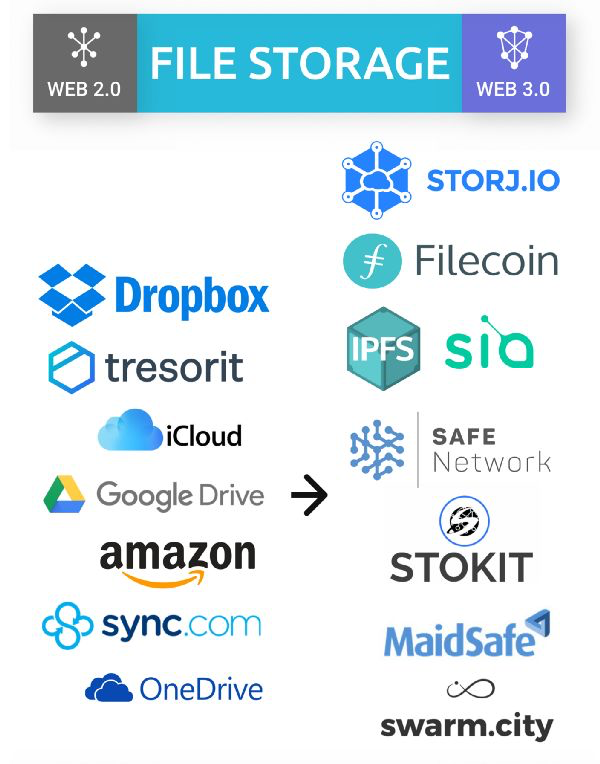 FILE STORAGE
WEB 2.0
WEB 3.0
Dropbox
tresorit
iCloud
Google Drive
amazon
sync.com
OneDrive
STORJ.IO
Filecoin
IPFS
sia
SAFE
Network
STOKIT
MaidSafe
swarm.city